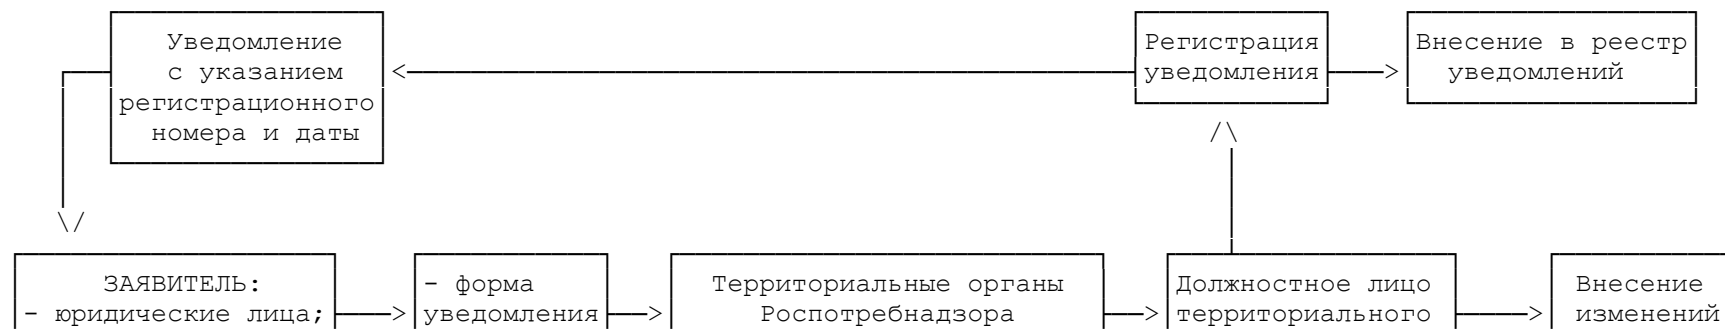 Уведомление
с указанием
регистрационного
номера и даты
Регистрация
уведомления
Внесение в реестр
уведомлений
ЗАЯВИТЕЛЬ:
- юридические лица;
- форма
уведомления
Территориальные органы
Роспотребнадзора
Должностное лицо
территориального
Внесение
изменений